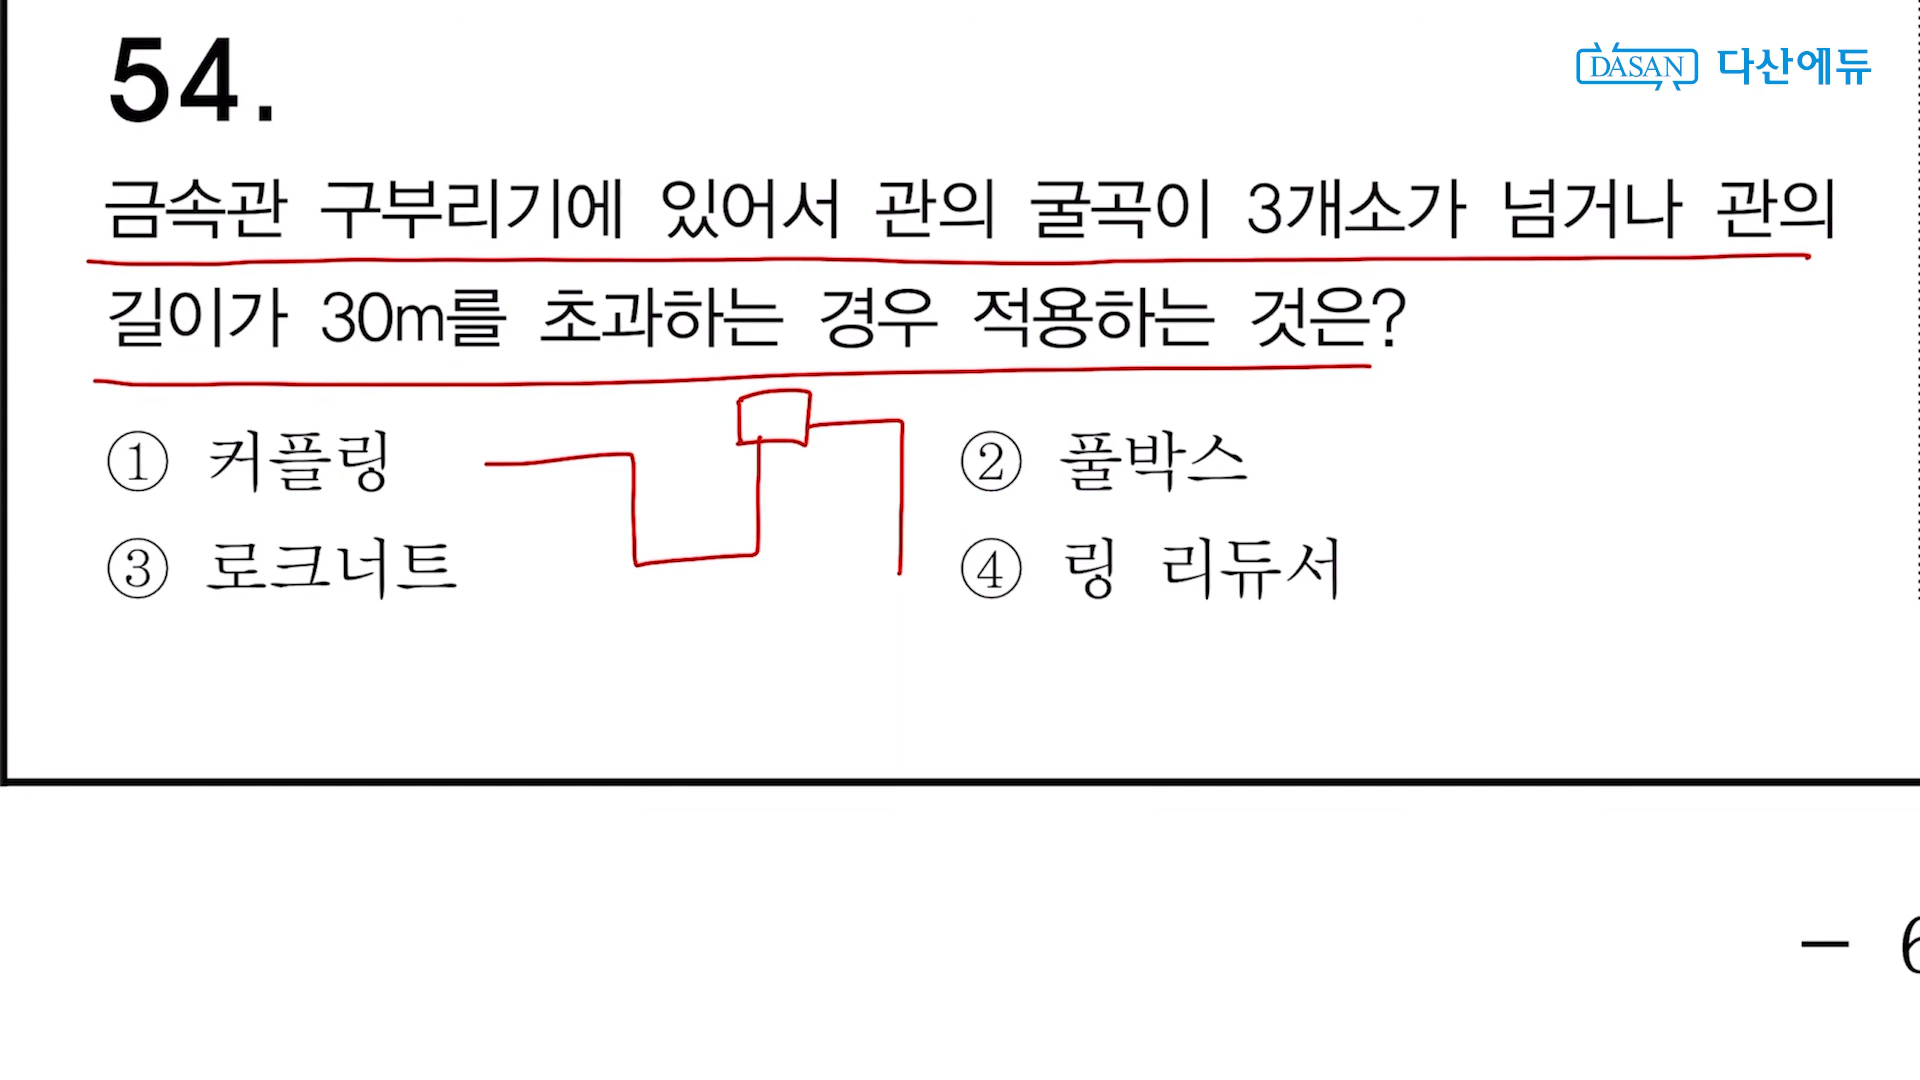 54.
DASAN 다산에듀
금속관 구부리기에 있어서 관의 굴곡이 3개소가 넘거나 관의
길이가 30m를 초과하는 경우 적용하는 것은?
① 커플링 ② 풀박스
③ 로크너트 ④ 링 리듀서
– 6